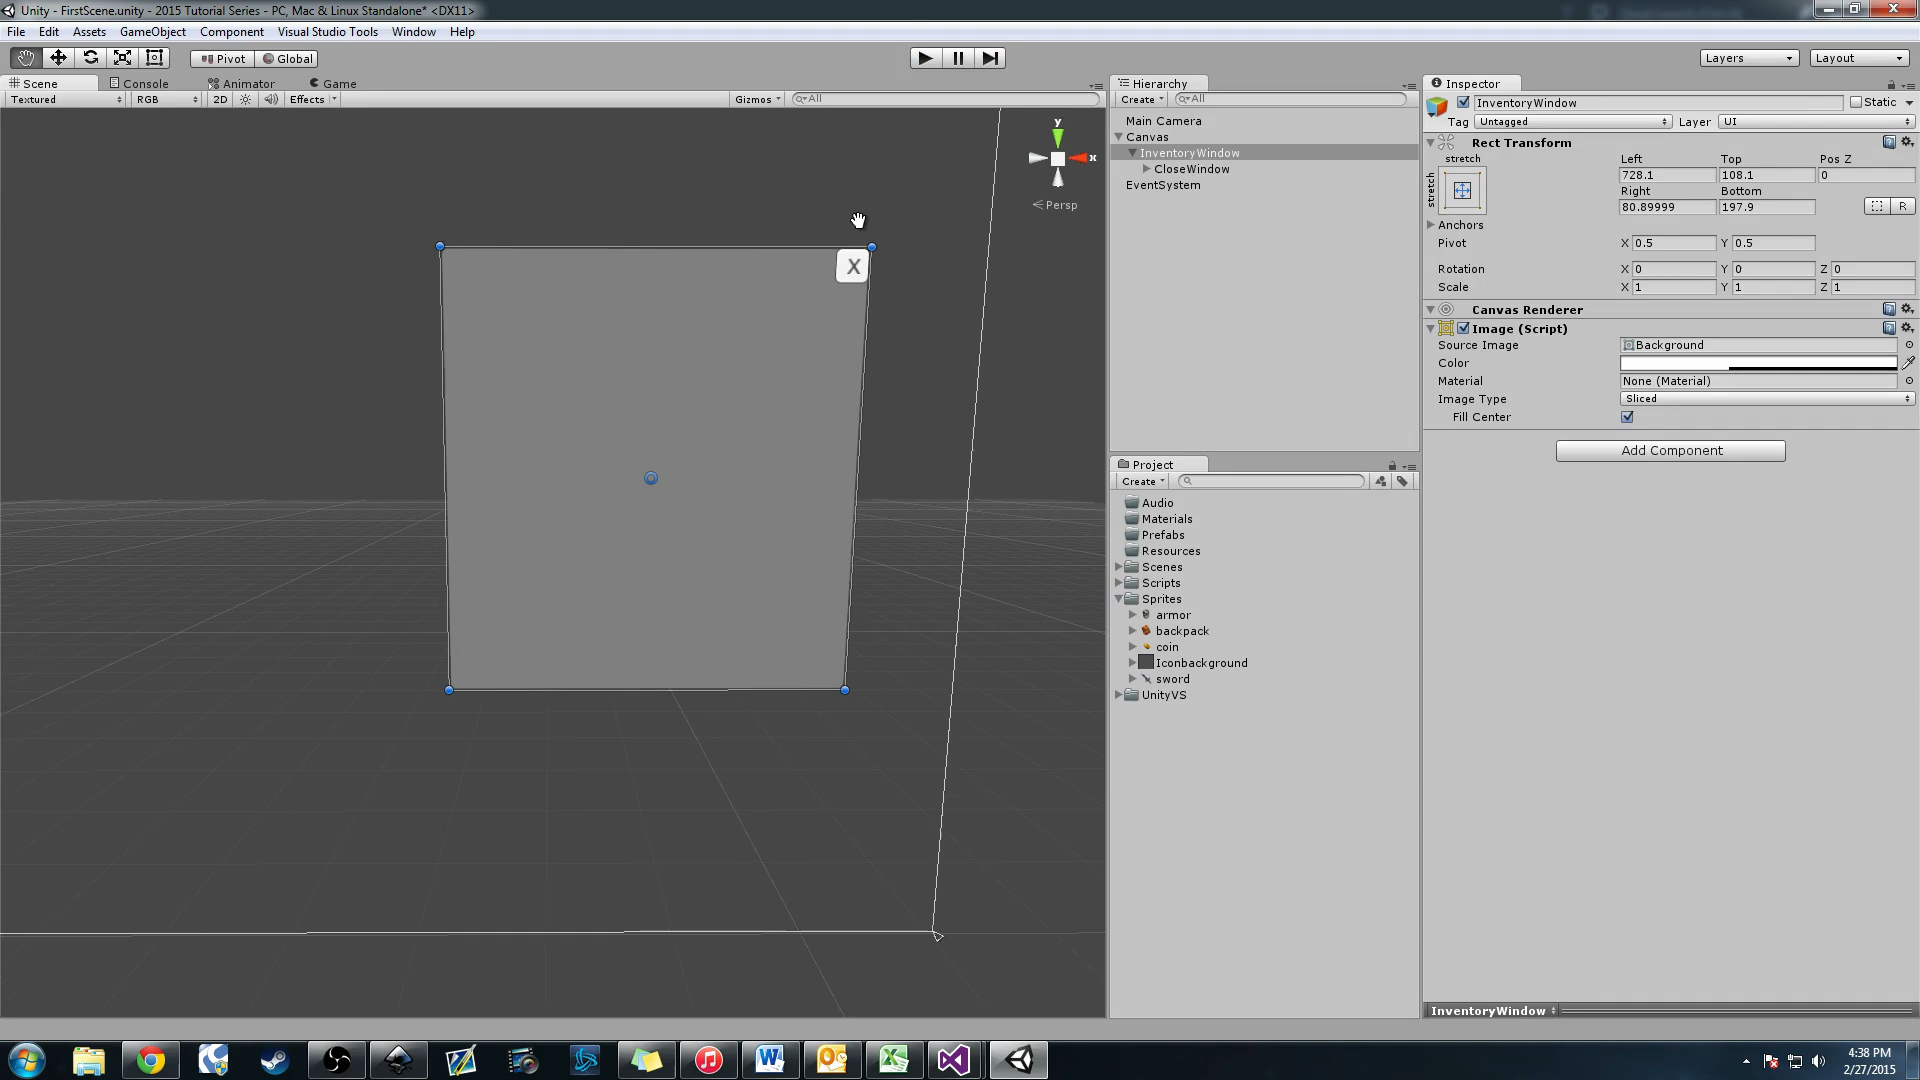 Unity - FirstScene.unity - 2015 Tutorial Series - PC, Mac & Linux Standalone* <DX11>
File Edit Assets GameObject Component Visual Studio Tools Window Help
Pivot Global Layers Layout
Scene Console Animator Game
Textured RGB 2D Effects Gizmos All
y
x
Persp
X
Hierarchy
Create All
Main Camera
Canvas
InventoryWindow
CloseWindow
EventSystem
Project
Create
Audio
Materials
Prefabs
Resources
Scenes
Scripts
Sprites
armor
backpack
coin
Iconbackground
sword
UnityVS
Inspector
InventoryWindow Static
Tag Untagged Layer UI
Rect Transform
stretch Left Top Pos Z
stretch 728.1 108.1 0
Right Bottom
80.89999 197.9 R
Anchors
Pivot X 0.5 Y 0.5
Rotation X 0 Y 0 Z 0
Scale X 1 Y 1 Z 1
Canvas Renderer
Image (Script)
Source Image Background
Color
Material None (Material)
Image Type Sliced
Fill Center
Add Component
InventoryWindow
4:38 PM
2/27/2015